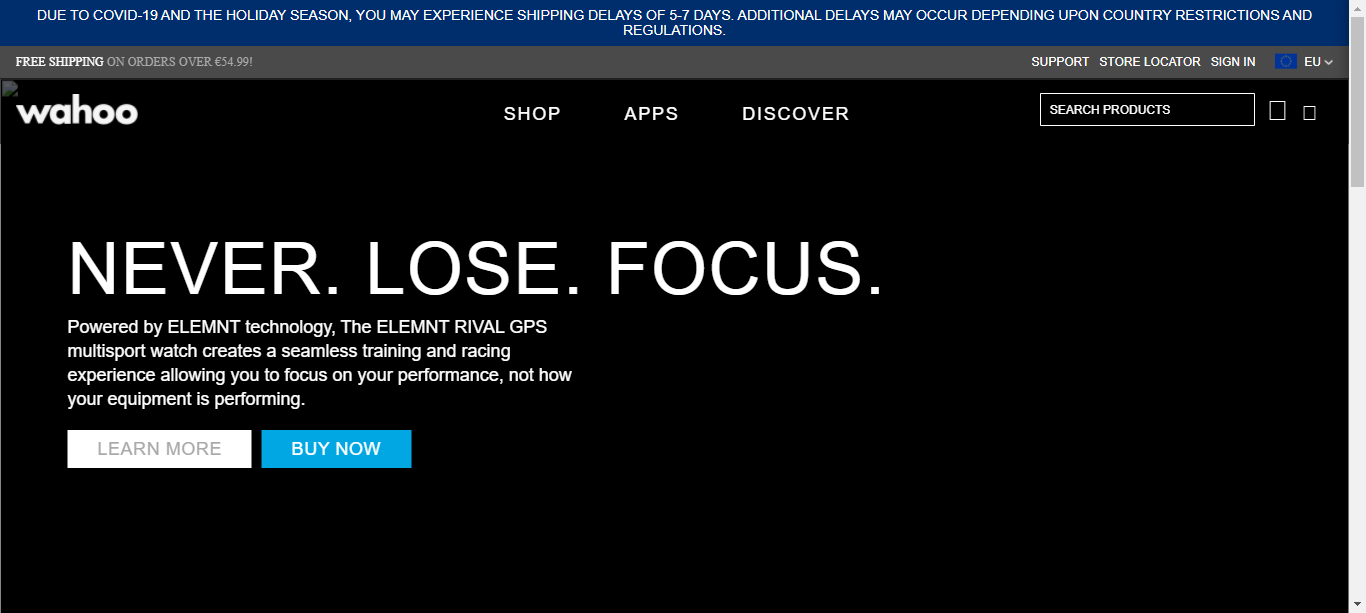 DUE TO COVID-19 AND THE HOLIDAY SEASON, YOU MAY EXPERIENCE SHIPPING DELAYS OF 5-7 DAYS. ADDITIONAL DELAYS MAY OCCUR DEPENDING UPON COUNTRY RESTRICTIONS AND
REGULATIONS.
FREE SHIPPING ON ORDERS OVER €54.99!
SUPPORT STORE LOCATOR SIGN IN EU
wahoo
SHOP APPS DISCOVER
SEARCH PRODUCTS
NEVER. LOSE. FOCUS.
Powered by ELEMNT technology, The ELEMNT RIVAL GPS
multisport watch creates a seamless training and racing
experience allowing you to focus on your performance, not how
your equipment is performing.
LEARN MORE BUY NOW